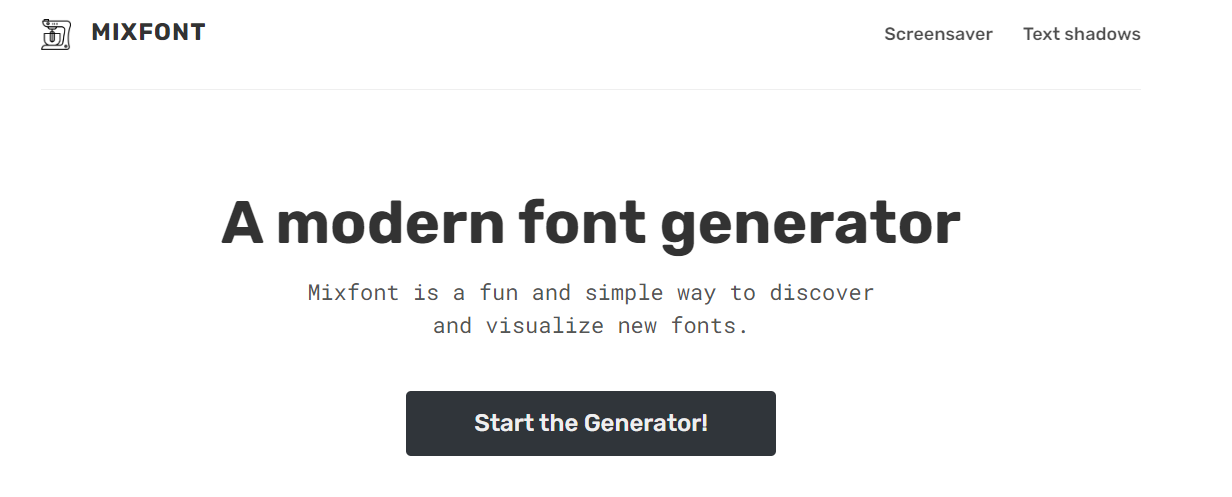 MIXFONT
Screensaver
Text shadows
A modern font generator
Mixfont is a fun and simple way to discover
and visualize new fonts.
Start the Generator!